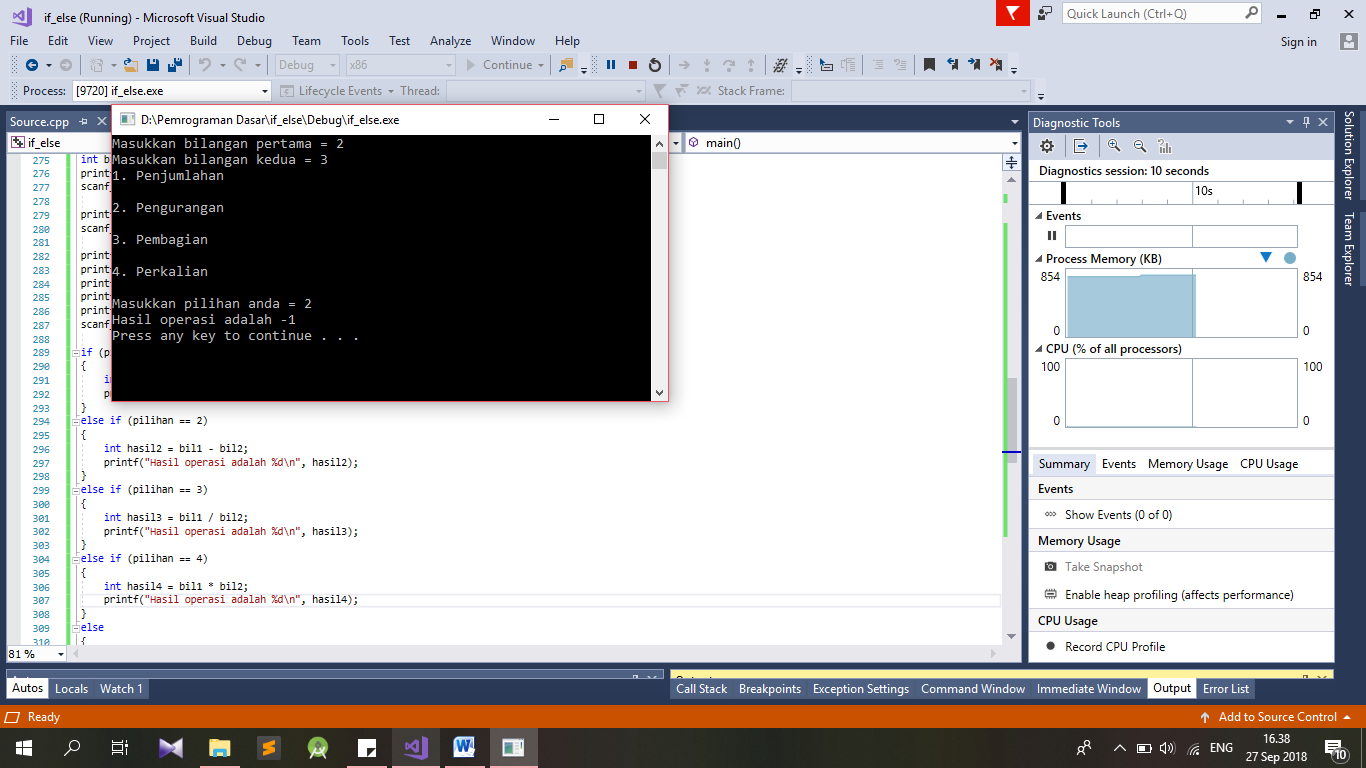 if_else (Running) - Microsoft Visual Studio
Quick Launch (Ctrl+Q)
File Edit View Project Build Debug Team Tools Test Analyze Window Help
Sign in
Debug x86 Continue
Process: [9720] if_else.exe Lifecycle Events Thread: Stack Frame:
Source.cpp
if_else
main()
D:\Pemrograman Dasar\if_else\Debug\if_else.exe
Masukkan bilangan pertama = 2
Masukkan bilangan kedua = 3
1. Penjumlahan
2. Pengurangan
3. Pembagian
4. Perkalian
Masukkan pilihan anda = 2
Hasil operasi adalah -1
Press any key to continue . . .
275 int b
276 print
277 scanf
278
279 print
280 scanf
281
282 print
283 print
284 print
285 print
286 print
287 scanf
288
289 if (p
290 {
291 in
292 p
293 }
294 else if (pilihan == 2)
295 {
296 int hasil2 = bil1 - bil2;
297 printf("Hasil operasi adalah %d\n", hasil2);
298 }
299 else if (pilihan == 3)
300 {
301 int hasil3 = bil1 / bil2;
302 printf("Hasil operasi adalah %d\n", hasil3);
303 }
304 else if (pilihan == 4)
305 {
306 int hasil4 = bil1 * bil2;
307 printf("Hasil operasi adalah %d\n", hasil4);
308 }
309 else
310 {
81 %
Diagnostic Tools
Diagnostics session: 10 seconds
10s
Events
Process Memory (KB)
854 854
0 0
CPU (% of all processors)
100 100
0 0
Summary Events Memory Usage CPU Usage
Events
Show Events (0 of 0)
Memory Usage
Take Snapshot
Enable heap profiling (affects performance)
CPU Usage
Record CPU Profile
Solution Explorer
Team Explorer
Autos Locals Watch 1
Call Stack Breakpoints Exception Settings Command Window Immediate Window Output Error List
Ready
Add to Source Control
ENG
16.38
27 Sep 2018
10